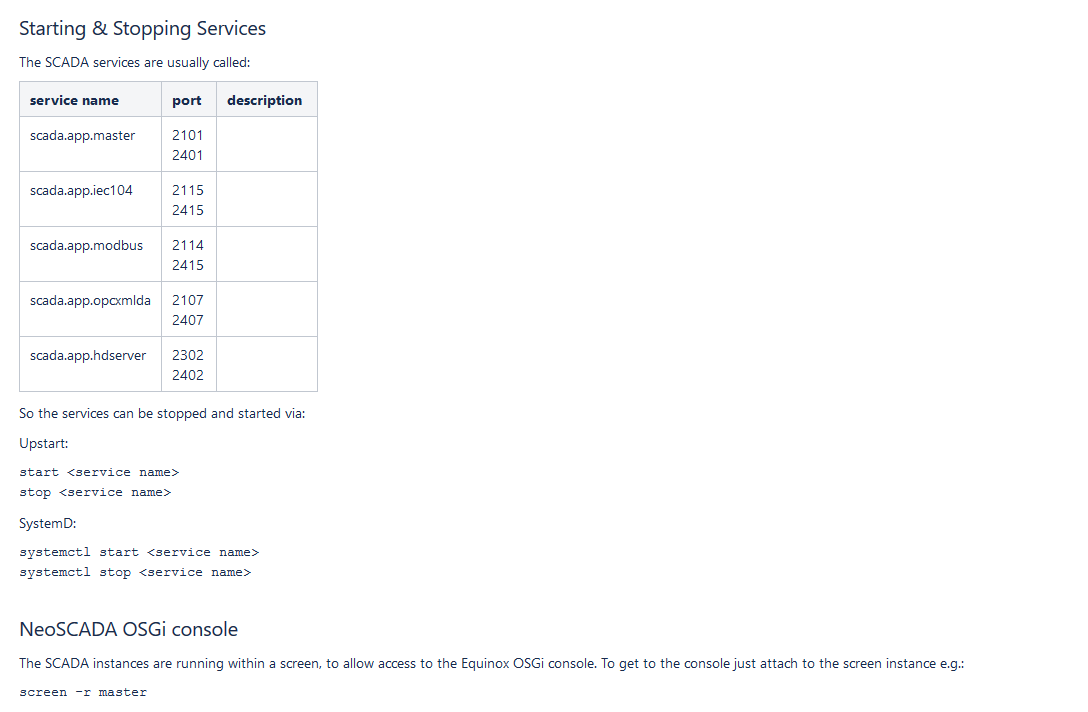 Starting & Stopping Services
The SCADA services are usually called:
service name port description
scada.app.master 2101
2401
scada.app.iec104 2115
2415
scada.app.modbus 2114
2415
scada.app.opcxmlda 2107
2407
scada.app.hdserver 2302
2402
So the services can be stopped and started via:
Upstart:
start <service name>
stop <service name>
SystemD:
systemctl start <service name>
systemctl stop <service name>
NeoSCADA OSGi console
The SCADA instances are running within a screen, to allow access to the Equinox OSGi console. To get to the console just attach to the screen instance e.g.:
screen -r master